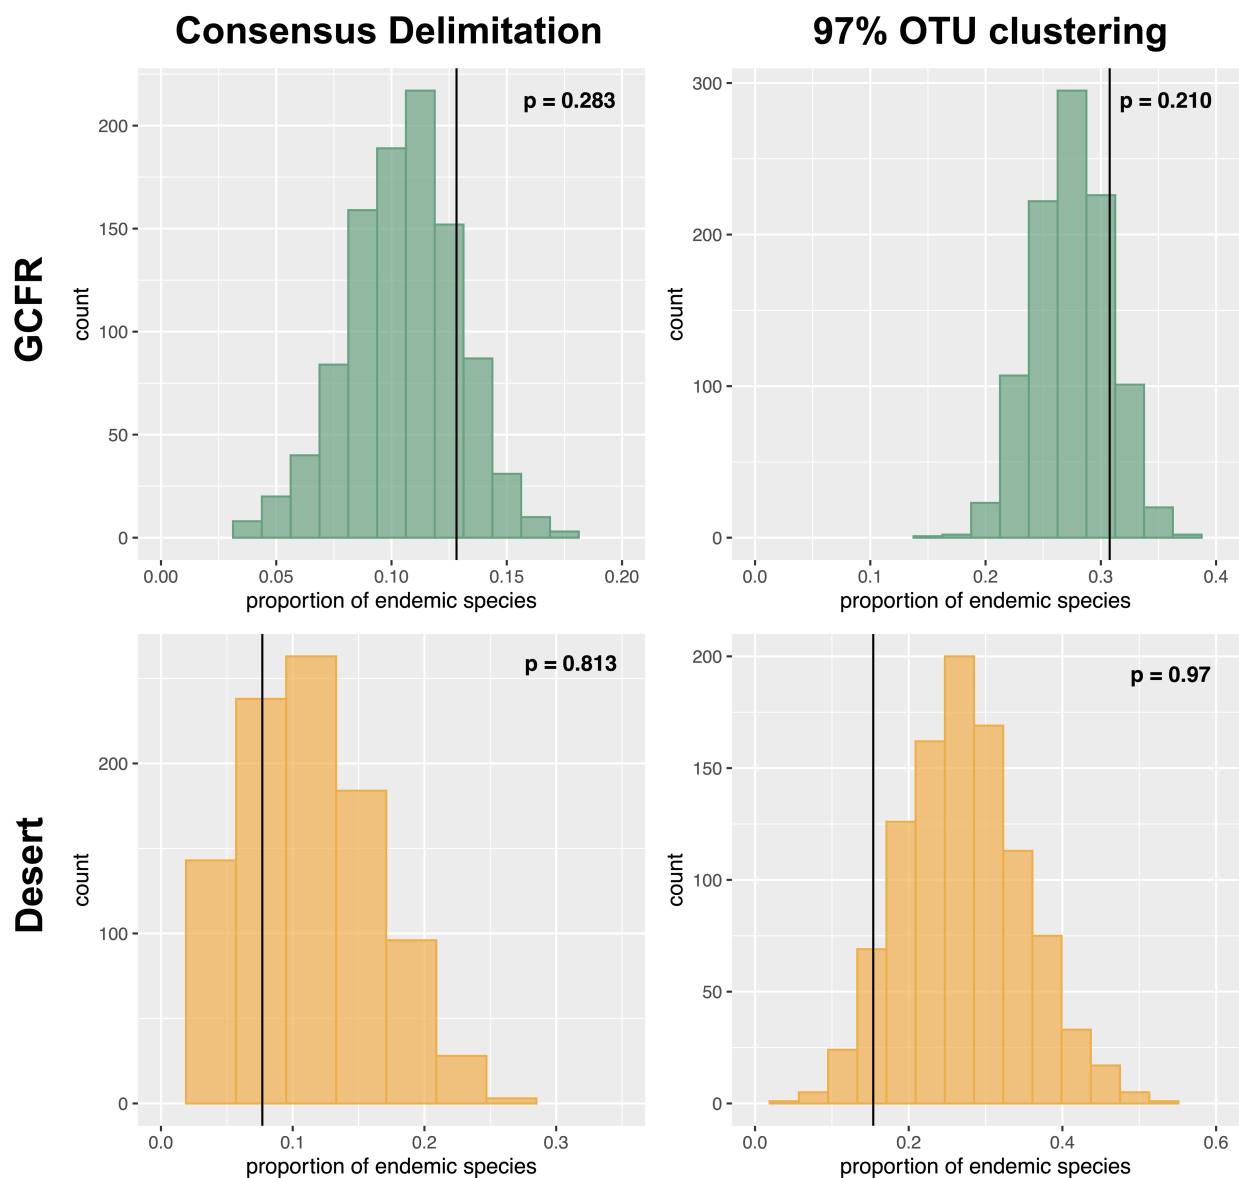 Consensus Delimitation
97% OTU clustering
GCFR
count
200
150
100
50
0
p = 0.283
0.00 0.05 0.10 0.15 0.20
proportion of endemic species
count
300
200
100
0
p = 0.210
0.0 0.1 0.2 0.3 0.4
proportion of endemic species
Desert
count
200
100
0
p = 0.813
0.0 0.1 0.2 0.3
proportion of endemic species
count
200
150
100
50
0
p = 0.97
0.0 0.2 0.4 0.6
proportion of endemic species